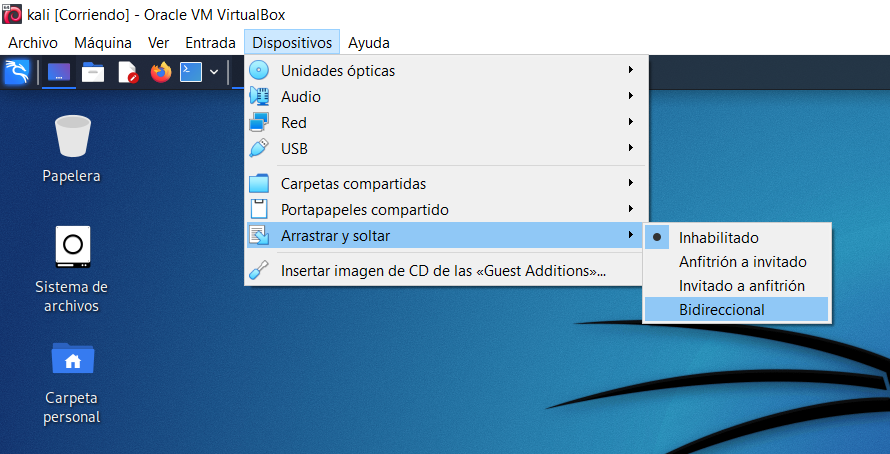 kali [Corriendo] - Oracle VM VirtualBox
Archivo Máquina Ver Entrada Dispositivos Ayuda
Unidades ópticas
Audio
Red
USB
Carpetas compartidas
Portapapeles compartido
Arrastrar y soltar
Insertar imagen de CD de las «Guest Additions»...
Inhabilitado
Anfitrión a invitado
Invitado a anfitrión
Bidireccional
Papelera
Sistema de
archivos
Carpeta
personal